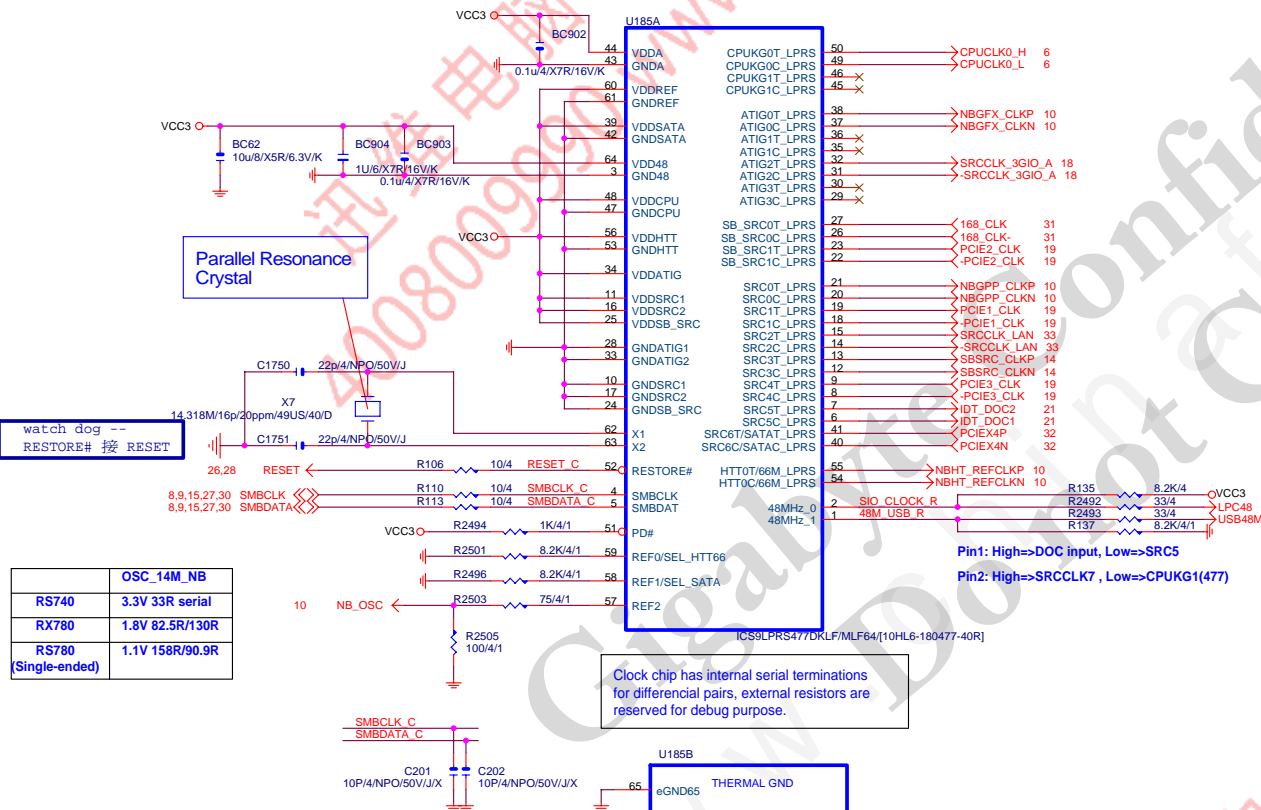 VCC3
BC902
0.1u/4/X7R/16V/K
VCC3
BC62
10u/8/X5R/6.3V/K
BC904
1U/6/X7R/16V/K
BC903
0.1u/4/X7R/16V/K
VCC3
Parallel Resonance
Crystal
C1750 22p/4/NPO/50V/J
X7
14.318M/16p/20ppm/49US/40/D
C1751 22p/4/NPO/50V/J
watch dog --
RESTORE# 接 RESET
26,28 RESET R106 10/4 RESET_C
8,9,15,27,30 SMBCLK R110 10/4 SMBCLK_C
8,9,15,27,30 SMBDATA R113 10/4 SMBDATA_C
VCC3 R2494 1K/4/1
R2501 8.2K/4/1
R2496 8.2K/4/1
10 NB_OSC R2503 75/4/1
R2505
100/4/1
U185A
44 VDDA
43 GNDA
60 VDDREF
61 GNDREF
39 VDDSATA
42 GNDSATA
64 VDD48
3 GND48
48 VDDCPU
47 GNDCPU
56 VDDHTT
53 GNDHTT
34 VDDATIG
11 VDDSRC1
16 VDDSRC2
25 VDDSB_SRC
28 GNDATIG1
33 GNDATIG2
10 GNDSRC1
17 GNDSRC2
24 GNDSB_SRC
62 X1
63 X2
52 RESTORE#
4 SMBCLK
5 SMBDAT
51 PD#
59 REF0/SEL_HTT66
58 REF1/SEL_SATA
57 REF2
CPUKG0T_LPRS 50 CPUCLK0_H 6
CPUKG0C_LPRS 49 CPUCLK0_L 6
CPUKG1T_LPRS 46
CPUKG1C_LPRS 45
ATIG0T_LPRS 38 NBGFX_CLKP 10
ATIG0C_LPRS 37 NBGFX_CLKN 10
ATIG1T_LPRS 36
ATIG1C_LPRS 35
ATIG2T_LPRS 32 SRCCLK_3GIO_A 18
ATIG2C_LPRS 31 -SRCCLK_3GIO_A 18
ATIG3T_LPRS 30
ATIG3C_LPRS 29
SB_SRC0T_LPRS 27 168_CLK 31
SB_SRC0C_LPRS 26 168_CLK- 31
SB_SRC1T_LPRS 23 PCIE2_CLK 19
SB_SRC1C_LPRS 22 -PCIE2_CLK 19
SRC0T_LPRS 21 NBGPP_CLKP 10
SRC0C_LPRS 20 NBGPP_CLKN 10
SRC1T_LPRS 19 PCIE1_CLK 19
SRC1C_LPRS 18 -PCIE1_CLK 19
SRC2T_LPRS 15 SRCCLK_LAN 33
SRC2C_LPRS 14 -SRCCLK_LAN 33
SRC3T_LPRS 13 SBSRC_CLKP 14
SRC3C_LPRS 12 SBSRC_CLKN 14
SRC4T_LPRS 9 PCIE3_CLK 19
SRC4C_LPRS 8 -PCIE3_CLK 19
SRC5T_LPRS 7 IDT_DOC2 21
SRC5C_LPRS 6 IDT_DOC1 21
SRC6T/SATAT_LPRS 41 PCIEX4P 32
SRC6C/SATAC_LPRS 40 PCIEX4N 32
HTT0T/66M_LPRS 55 NBHT_REFCLKP 10
HTT0C/66M_LPRS 54 NBHT_REFCLKN 10
48MHz_0 2 SIO_CLOCK_R
48MHz_1 1 48M_USB_R
R135 8.2K/4 VCC3
R2492 33/4 LPC48
R2493 33/4 USB48M
R137 8.2K/4/1
Pin1: High=>DOC input, Low=>SRC5
Pin2: High=>SRCCLK7 , Low=>CPUKG1(477)
ICS9LPRS477DKLF/MLF64/[10HL6-180477-40R]
Clock chip has internal serial terminations
for differencial pairs, external resistors are
reserved for debug purpose.
OSC_14M_NB
RS740 3.3V 33R serial
RX780 1.8V 82.5R/130R
RS780 1.1V 158R/90.9R
(Single-ended)
SMBCLK_C
SMBDATA_C
C201
10P/4/NPO/50V/J/X
C202
10P/4/NPO/50V/J/X
U185B
65 eGND65
THERMAL GND
迅维电脑
4008009990
Gigabyte Confid
Do not C